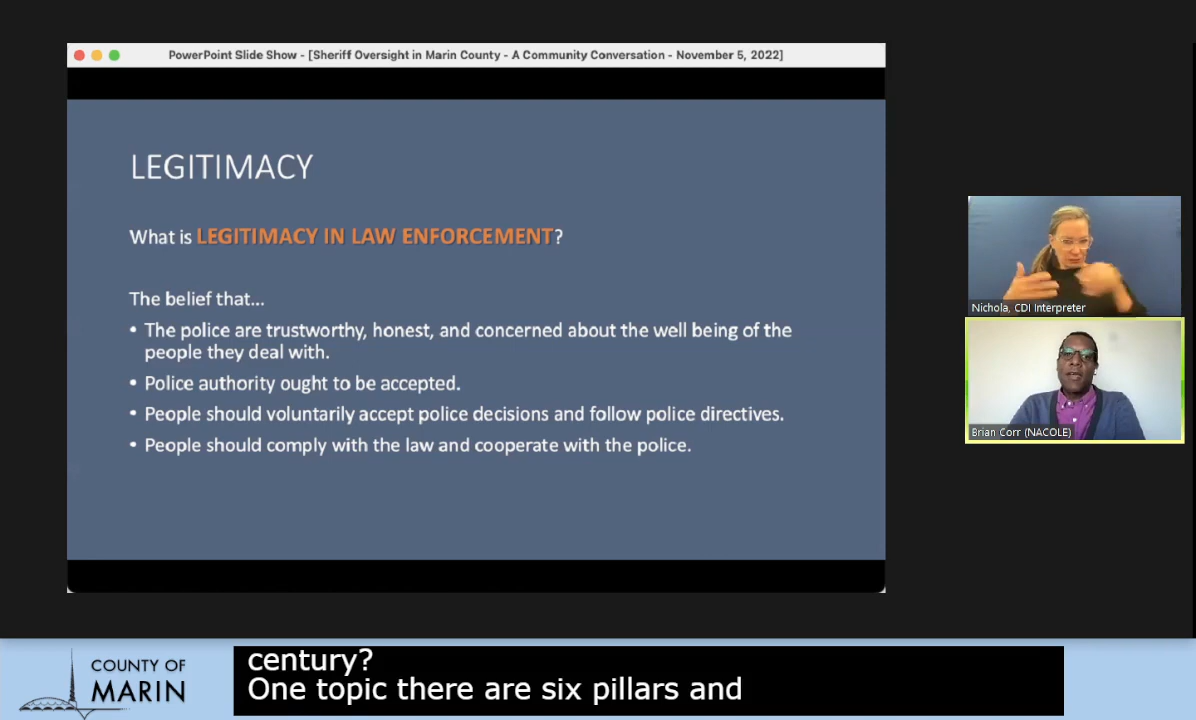 PowerPoint Slide Show - [Sheriff Oversight in Marin County - A Community Conversation - November 5, 2022]
LEGITIMACY
What is LEGITIMACY IN LAW ENFORCEMENT?
The belief that...
• The police are trustworthy, honest, and concerned about the well being of the
people they deal with.
• Police authority ought to be accepted.
• People should voluntarily accept police decisions and follow police directives.
• People should comply with the law and cooperate with the police.
Nichola, CDI Interpreter
Brian Corr (NACOLE)
COUNTY OF
MARIN
century?
One topic there are six pillars and